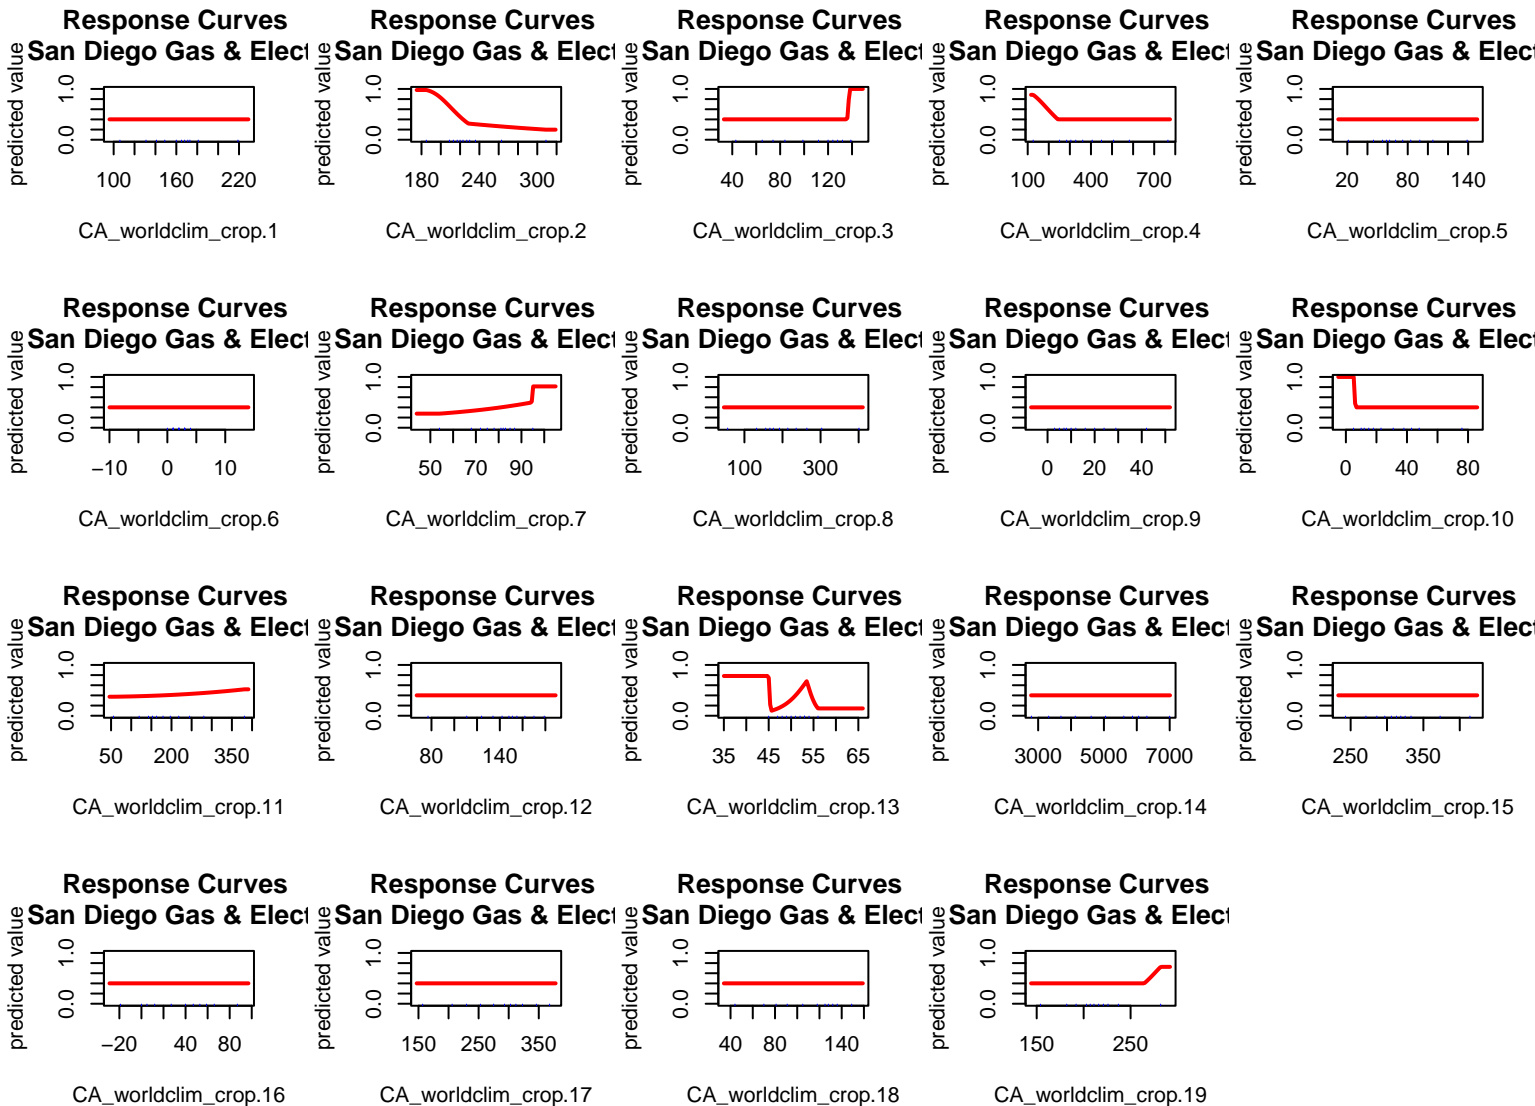 Response Curves
San Diego Gas & Elect
predicted value
0.0 1.0
100 160 220
CA_worldclim_crop.1
Response Curves
San Diego Gas & Elect
predicted value
0.0 1.0
180 240 300
CA_worldclim_crop.2
Response Curves
San Diego Gas & Elect
predicted value
0.0 1.0
40 80 120
CA_worldclim_crop.3
Response Curves
San Diego Gas & Elect
predicted value
0.0 1.0
100 400 700
CA_worldclim_crop.4
Response Curves
San Diego Gas & Elect
predicted value
0.0 1.0
20 80 140
CA_worldclim_crop.5
Response Curves
San Diego Gas & Elect
predicted value
0.0 1.0
−10 0 10
CA_worldclim_crop.6
Response Curves
San Diego Gas & Elect
predicted value
0.0 1.0
50 70 90
CA_worldclim_crop.7
Response Curves
San Diego Gas & Elect
predicted value
0.0 1.0
100 300
CA_worldclim_crop.8
Response Curves
San Diego Gas & Elect
predicted value
0.0 1.0
0 20 40
CA_worldclim_crop.9
Response Curves
San Diego Gas & Elect
predicted value
0.0 1.0
0 40 80
CA_worldclim_crop.10
Response Curves
San Diego Gas & Elect
predicted value
0.0 1.0
50 200 350
CA_worldclim_crop.11
Response Curves
San Diego Gas & Elect
predicted value
0.0 1.0
80 140
CA_worldclim_crop.12
Response Curves
San Diego Gas & Elect
predicted value
0.0 1.0
35 45 55 65
CA_worldclim_crop.13
Response Curves
San Diego Gas & Elect
predicted value
0.0 1.0
3000 5000 7000
CA_worldclim_crop.14
Response Curves
San Diego Gas & Elect
predicted value
0.0 1.0
250 350
CA_worldclim_crop.15
Response Curves
San Diego Gas & Elect
predicted value
0.0 1.0
−20 40 80
CA_worldclim_crop.16
Response Curves
San Diego Gas & Elect
predicted value
0.0 1.0
150 250 350
CA_worldclim_crop.17
Response Curves
San Diego Gas & Elect
predicted value
0.0 1.0
40 80 140
CA_worldclim_crop.18
Response Curves
San Diego Gas & Elect
predicted value
0.0 1.0
150 250
CA_worldclim_crop.19